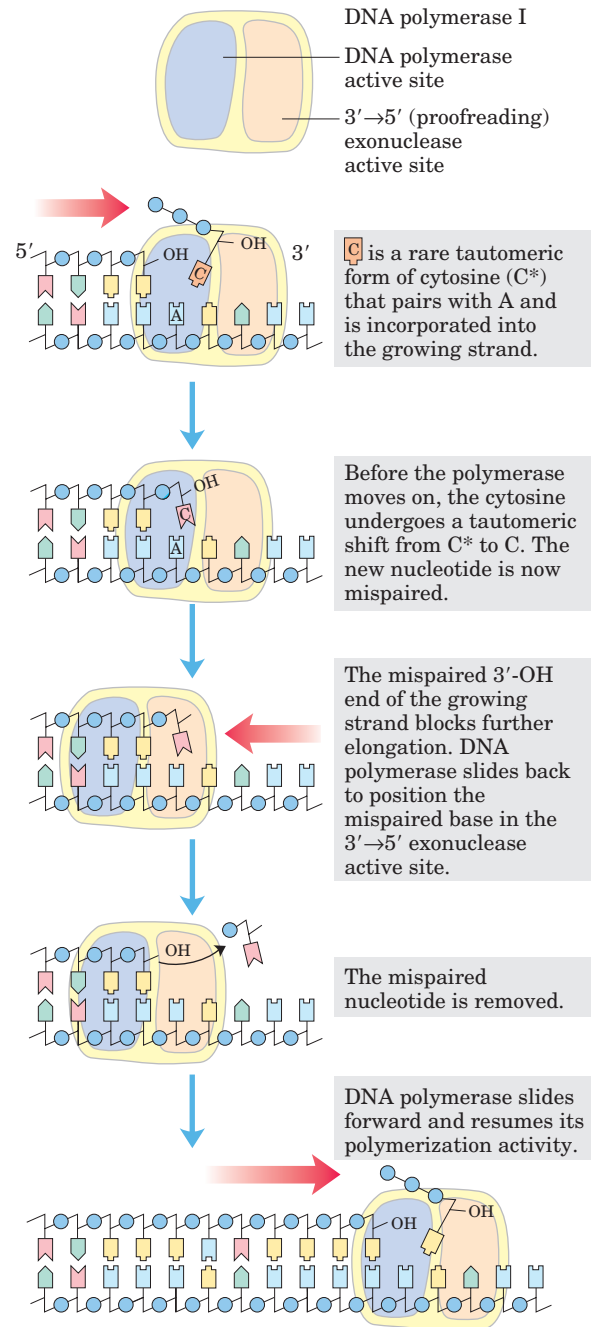 DNA polymerase I
DNA polymerase
active site
3′→5′ (proofreading)
exonuclease
active site
5′
OH
OH
3′
C
A
C is a rare tautomeric
form of cytosine (C*)
that pairs with A and
is incorporated into
the growing strand.
OH
C
A
Before the polymerase
moves on, the cytosine
undergoes a tautomeric
shift from C* to C. The
new nucleotide is now
mispaired.
The mispaired 3′-OH
end of the growing
strand blocks further
elongation. DNA
polymerase slides back
to position the
mispaired base in the
3′→5′ exonuclease
active site.
OH
The mispaired
nucleotide is removed.
DNA polymerase slides
forward and resumes its
polymerization activity.
OH
OH